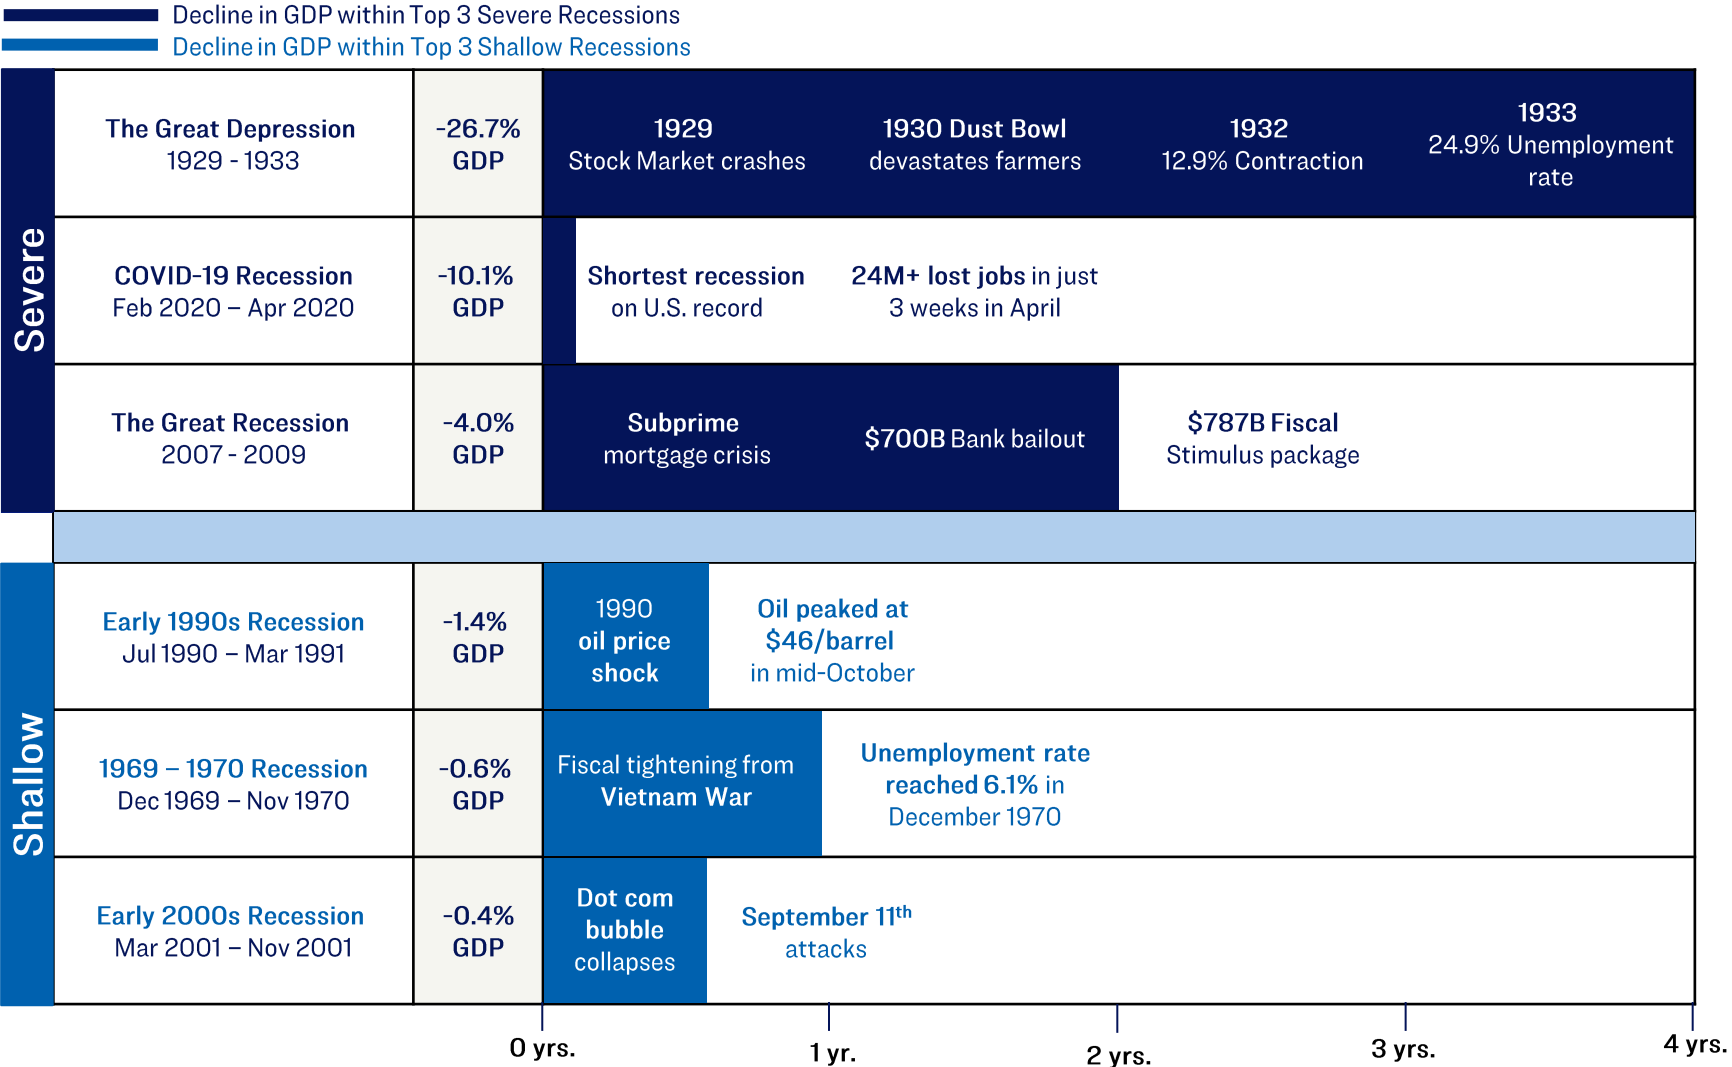 Decline in GDP within Top 3 Severe Recessions
Decline in GDP within Top 3 Shallow Recessions
Severe
The Great Depression
1929 - 1933
-26.7%
GDP
1929
Stock Market crashes
1930 Dust Bowl
devastates farmers
1932
12.9% Contraction
1933
24.9% Unemployment
rate
COVID-19 Recession
Feb 2020 – Apr 2020
-10.1%
GDP
Shortest recession
on U.S. record
24M+ lost jobs in just
3 weeks in April
The Great Recession
2007 - 2009
-4.0%
GDP
Subprime
mortgage crisis
$700B Bank bailout
$787B Fiscal
Stimulus package
Shallow
Early 1990s Recession
Jul 1990 – Mar 1991
-1.4%
GDP
1990
oil price
shock
Oil peaked at
$46/barrel
in mid-October
1969 – 1970 Recession
Dec 1969 – Nov 1970
-0.6%
GDP
Fiscal tightening from
Vietnam War
Unemployment rate
reached 6.1% in
December 1970
Early 2000s Recession
Mar 2001 – Nov 2001
-0.4%
GDP
Dot com
bubble
collapses
September 11th
attacks
0 yrs.
1 yr.
2 yrs.
3 yrs.
4 yrs.